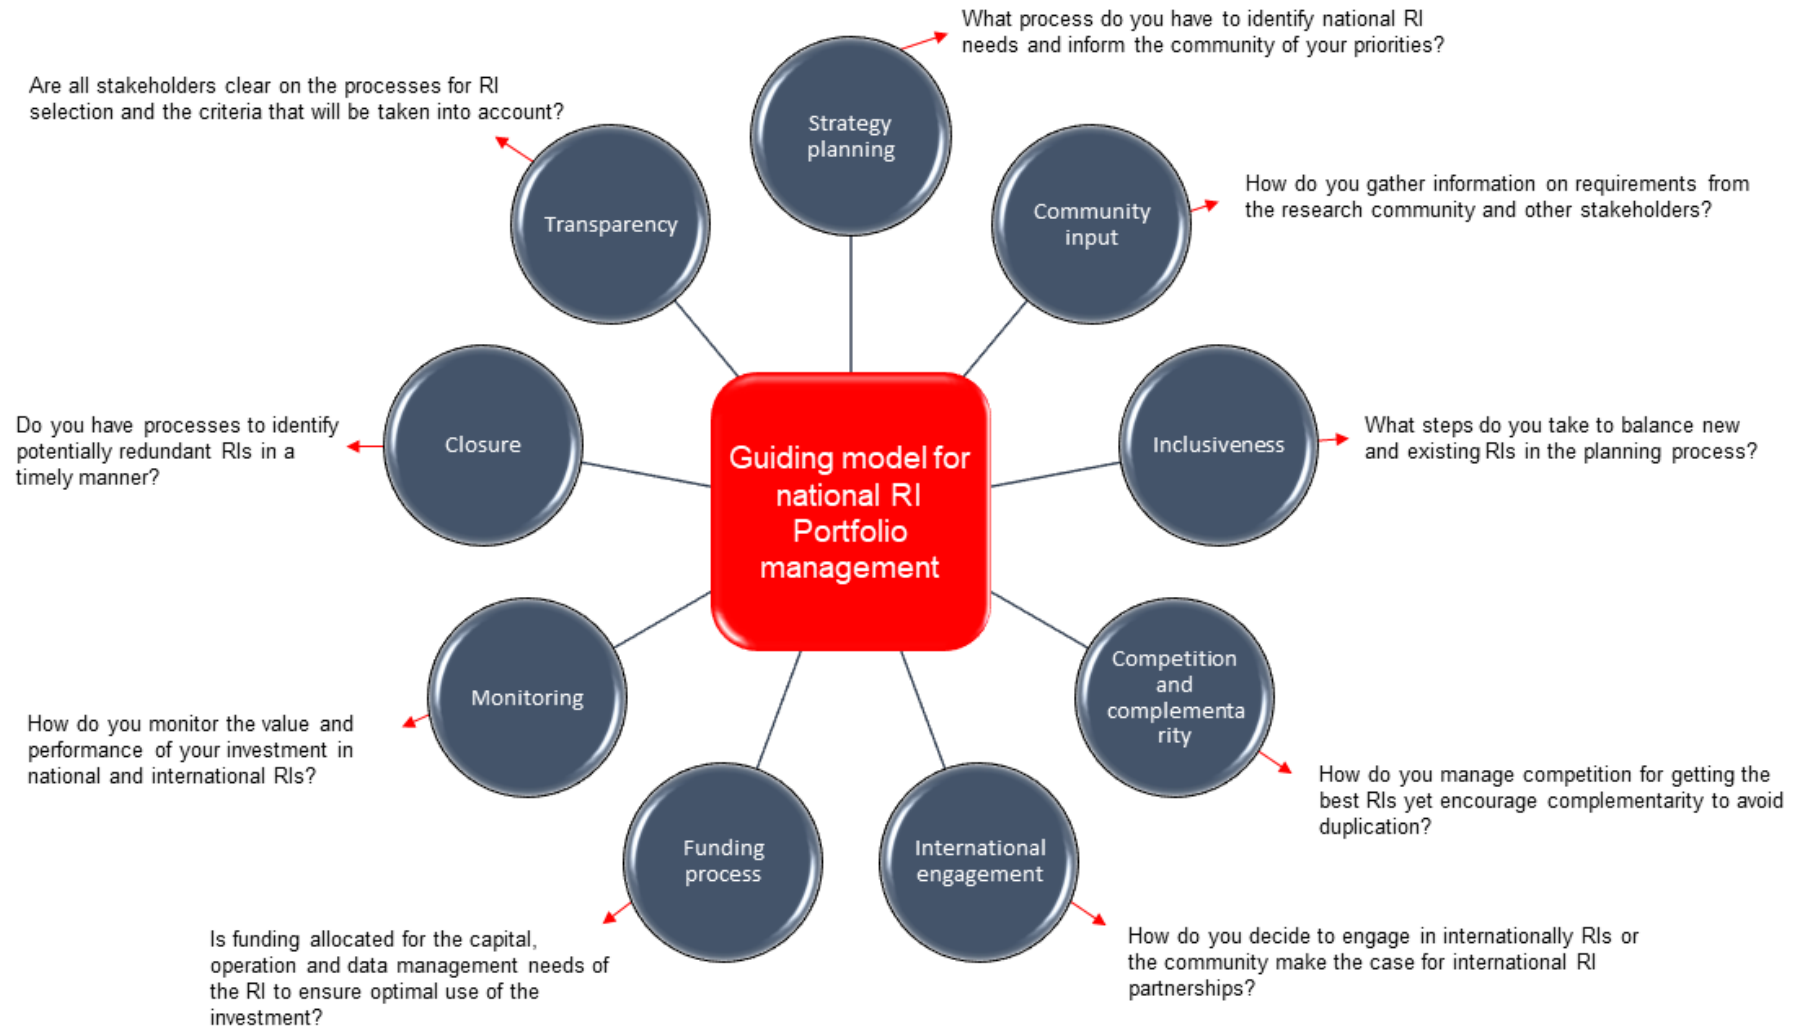 What process do you have to identify national RI
needs and inform the community of your priorities?
Strategy
planning
Are all stakeholders clear on the processes for RI
selection and the criteria that will be taken into account?
Transparency
Community
input
How do you gather information on requirements from
the research community and other stakeholders?
Do you have processes to identify
potentially redundant RIs in a
timely manner?
Closure
Guiding model for
national RI
Portfolio
management
Inclusiveness
What steps do you take to balance new
and existing RIs in the planning process?
Monitoring
How do you monitor the value and
performance of your investment in
national and international RIs?
Competition
and
complementa
rity
How do you manage competition for getting the
best RIs yet encourage complementarity to avoid
duplication?
Funding
process
Is funding allocated for the capital,
operation and data management needs of
the RI to ensure optimal use of the
investment?
International
engagement
How do you decide to engage in internationally RIs or
the community make the case for international RI
partnerships?